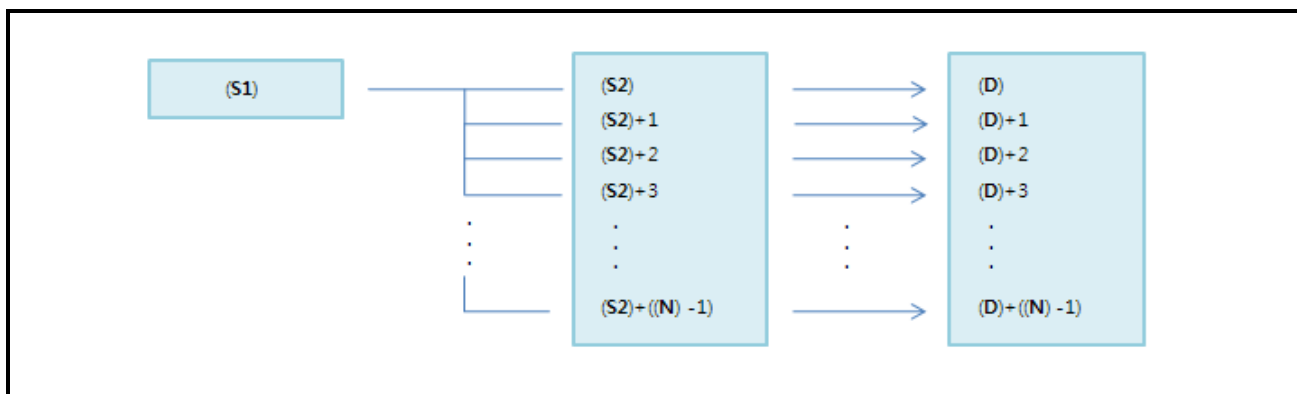 (S1) (S2) (D)
(S2)+1 (D)+1
(S2)+2 (D)+2
(S2)+3 (D)+3
. . . .
. . . .
. . . .
(S2)+((N) -1) (D)+((N) -1)